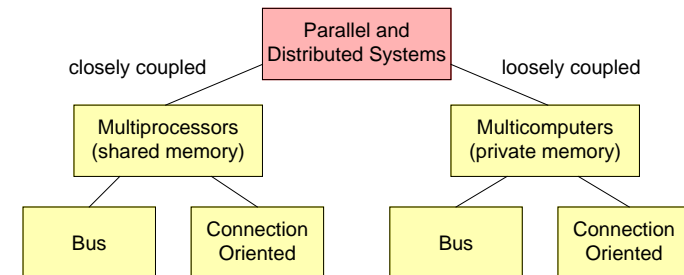 Parallel and
Distributed Systems
closely coupled
loosely coupled
Multiprocessors
(shared memory)
Multicomputers
(private memory)
Bus
Connection
Oriented
Bus
Connection
Oriented